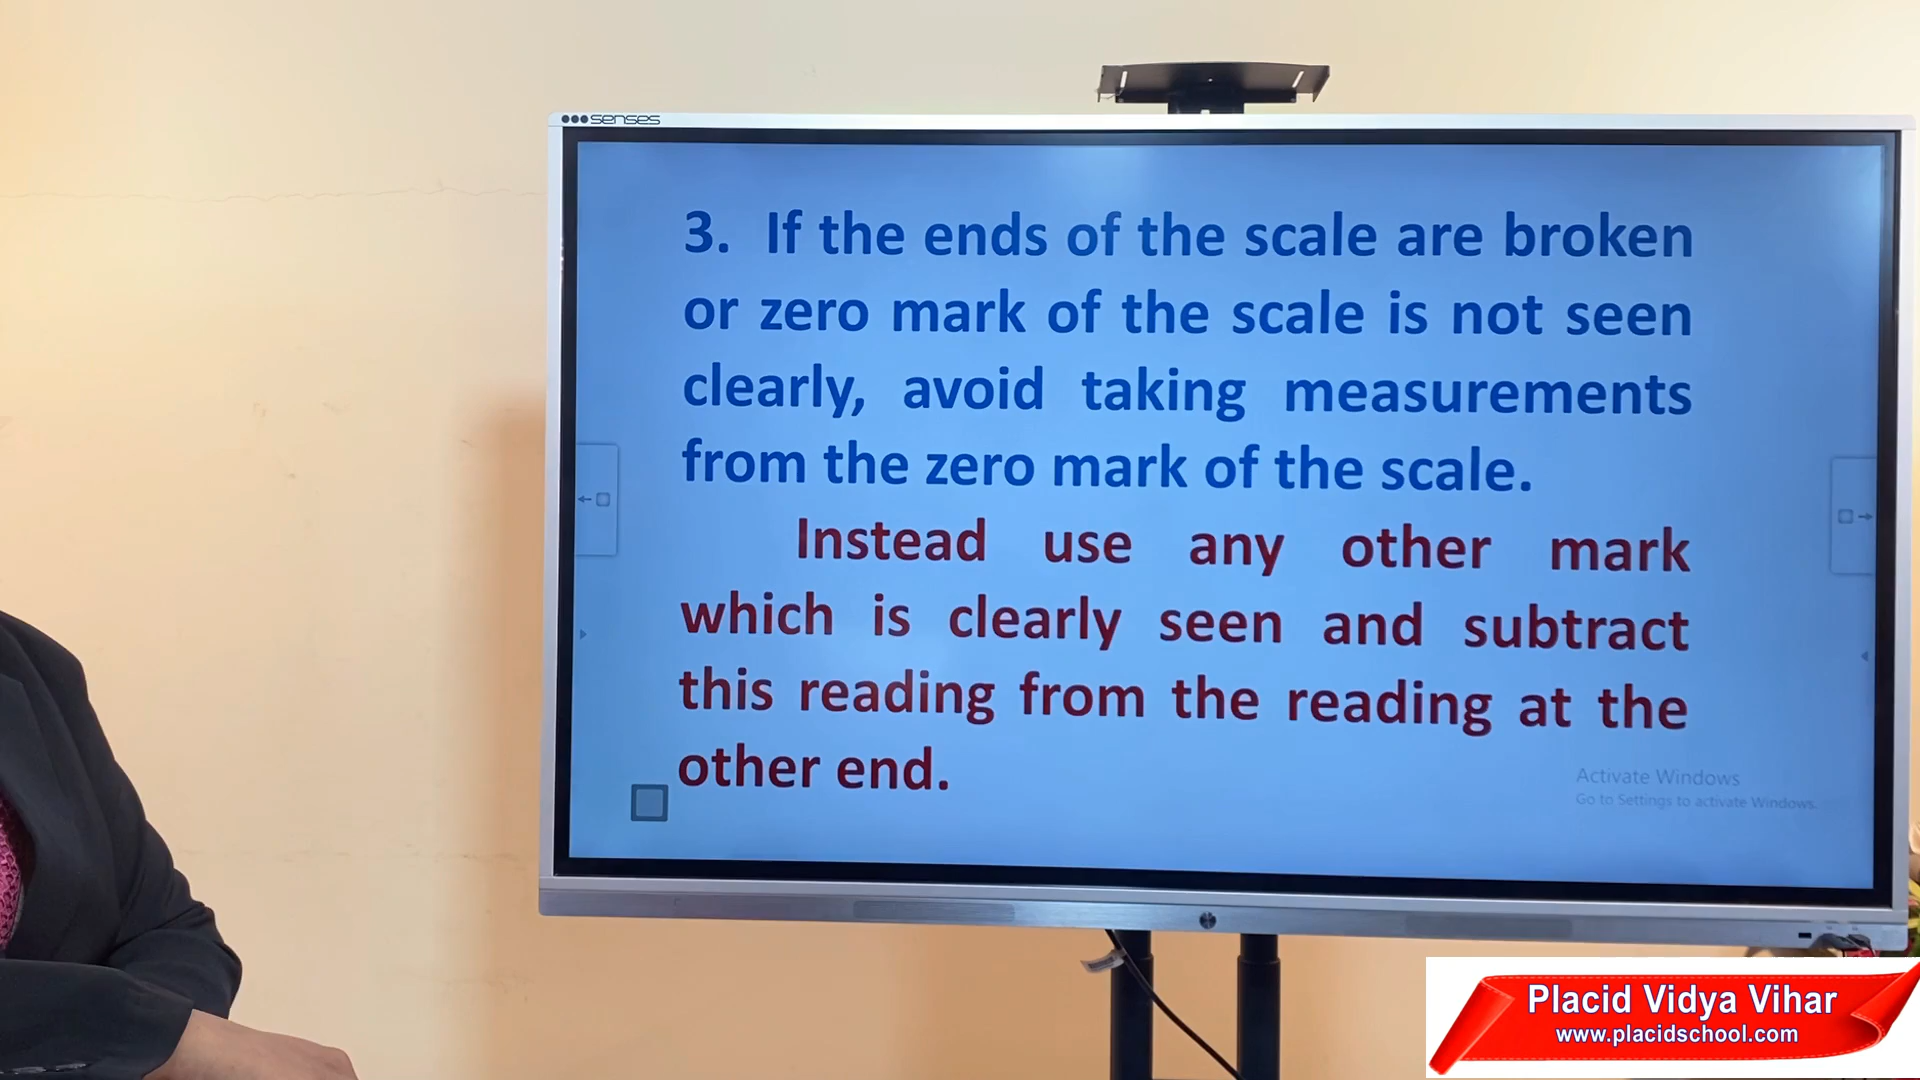 senses
3. If the ends of the scale are broken
or zero mark of the scale is not seen
clearly, avoid taking measurements
from the zero mark of the scale.
Instead use any other mark
which is clearly seen and subtract
this reading from the reading at the
other end.
Activate Windows
Go to Settings to activate Windows.
Placid Vidya Vihar
www.placidschool.com